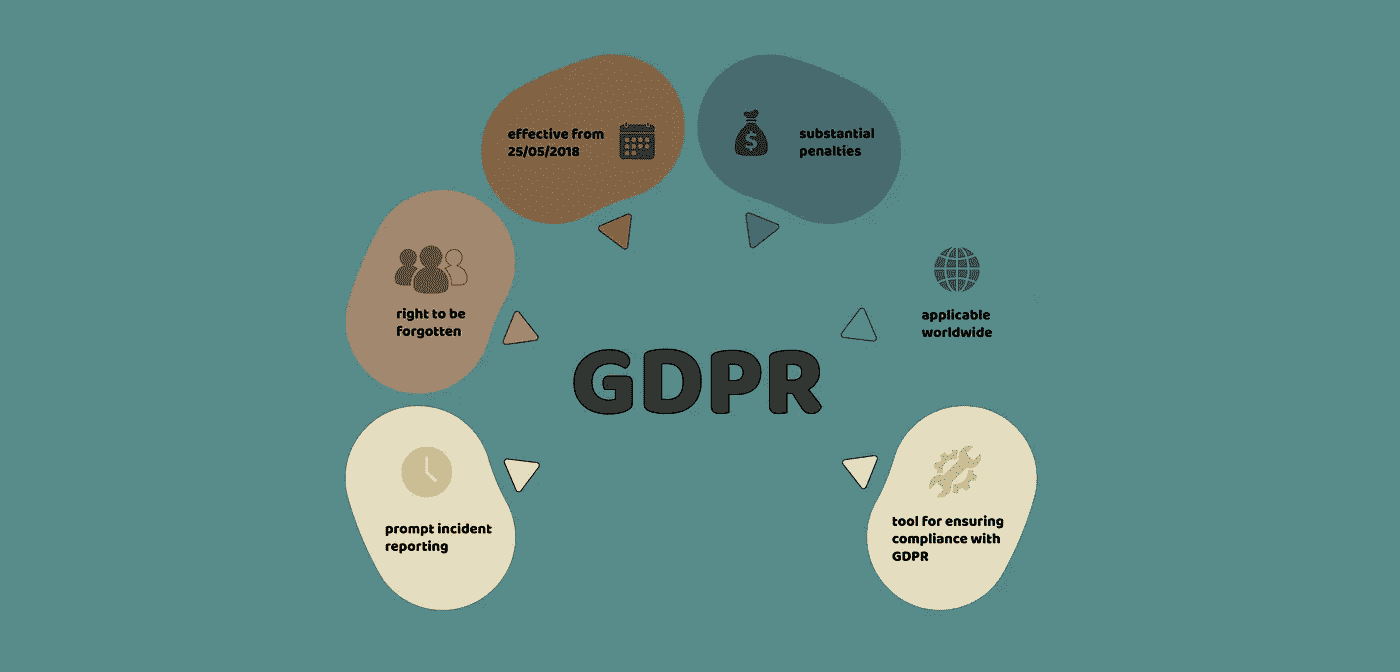 effective from
25/05/2018
substantial
penalties
right to be
forgotten
applicable
worldwide
GDPR
prompt incident
reporting
tool for ensuring
compliance with
GDPR